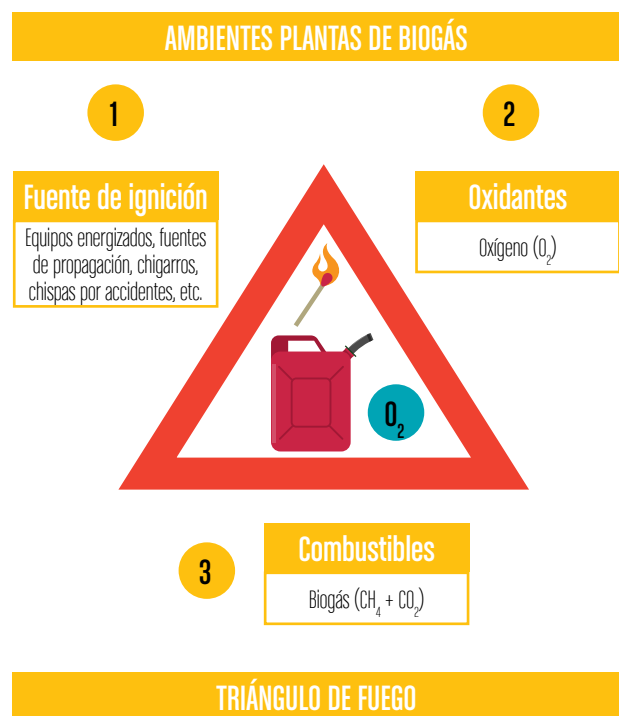 AMBIENTES PLANTAS DE BIOGÁS
1
2
Fuente de ignición
Equipos energizados, fuentes
de propagación, chigarros,
chispas por accidentes, etc.
Oxidantes
Oxígeno (O₂)
O₂
3
Combustibles
Biogás (CH₄ + CO₂)
TRIÁNGULO DE FUEGO